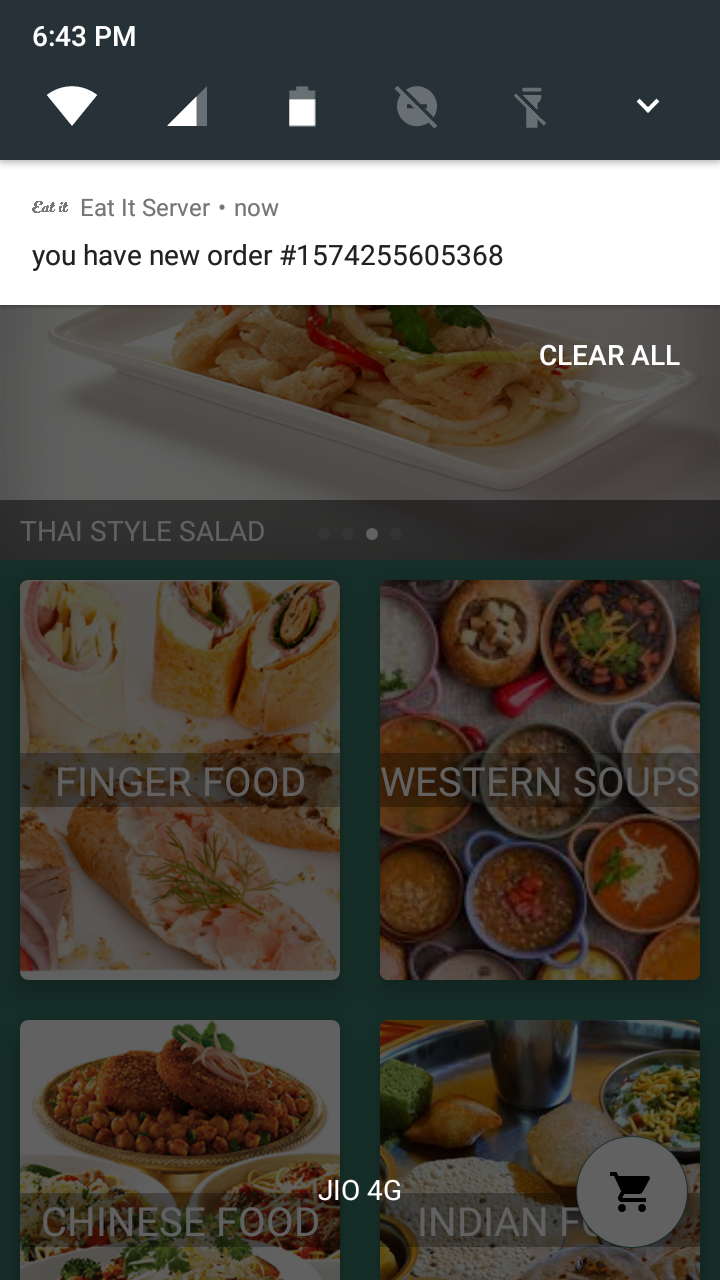 6:43 PM
Eat it Eat It Server • now
you have new order #1574255605368
CLEAR ALL
THAI STYLE SALAD
FINGER FOOD
WESTERN SOUPS
JIO 4G
CHINESE FOOD
INDIAN F